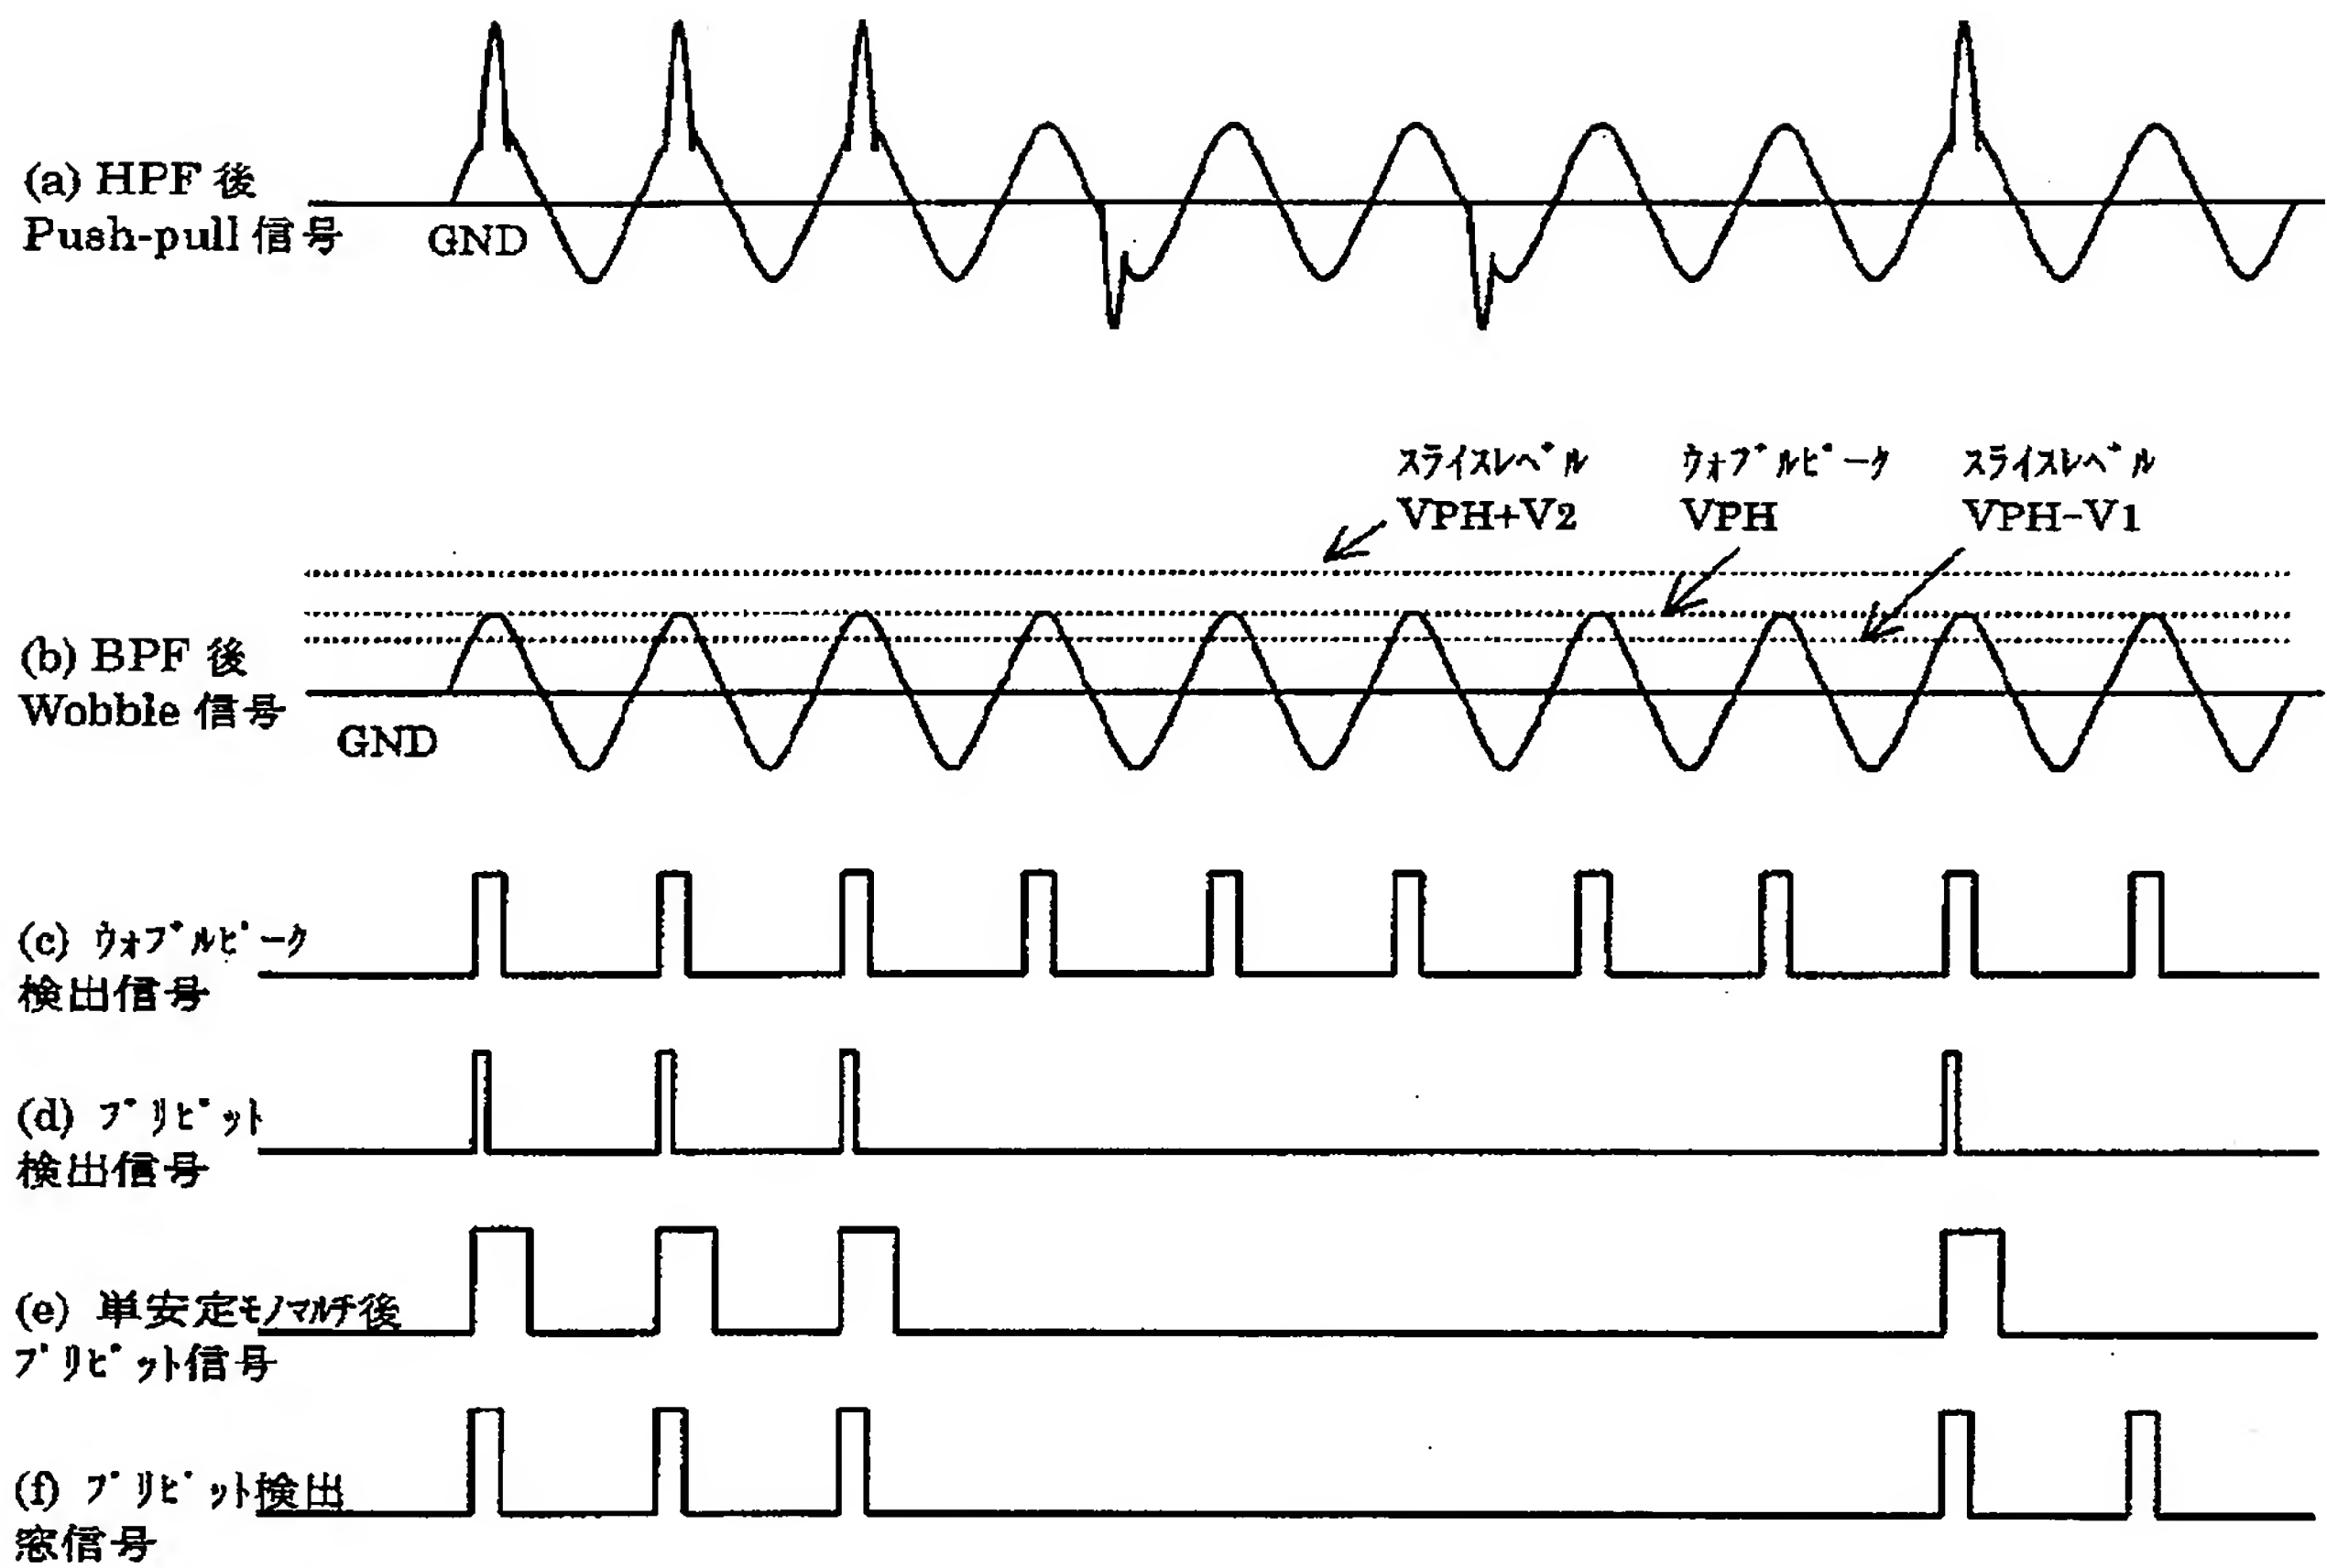 (a) HPF 後
Push-pull 信号
GND
スライスレベル
VPH+V2
ウォブルピーク
VPH
スライスレベル
VPH-V1
(b) BPF 後
Wobble 信号
GND
(c) ウォブルピーク
検出信号
(d) プリピット
検出信号
(e) 単安定モノマルチ後
プリピット信号
(f) プリピット検出
窓信号